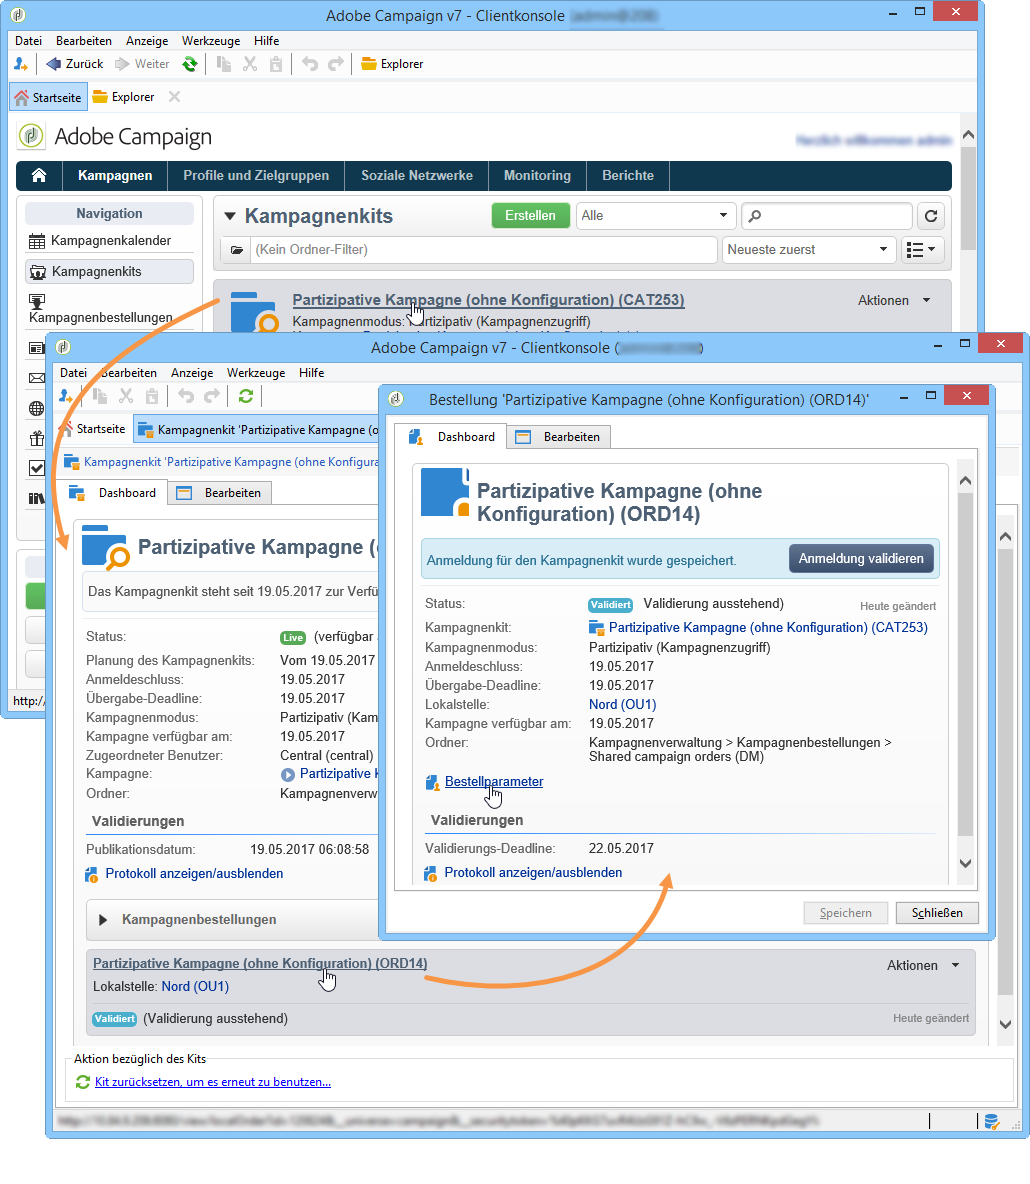 Adobe Campaign v7 - Clientkonsole
Datei Bearbeiten Anzeige Werkzeuge Hilfe
Zurück Weiter Explorer
Startseite Explorer
Adobe Campaign
Kampagnen Profile und Zielgruppen Soziale Netzwerke Monitoring Berichte
Navigation
Kampagnenkalender
Kampagnenkits
Kampagnenbestellungen
Kampagnenkits Erstellen Alle
(Kein Ordner-Filter) Neueste zuerst
Partizipative Kampagne (ohne Konfiguration) (CAT253) Aktionen
Kampagnenmodus: Partizipativ (Kampagnenzugriff)
http:/
Adobe Campaign v7 - Clientkonsole
Datei Bearbeiten Anzeige Werkzeuge Hilfe
Startseite Kampagnenkit 'Partizipative Kampagne (o
Kampagnenkit 'Partizipative Kampagne (ohne Konfigura
Dashboard Bearbeiten
Partizipative Kampagne (
Das Kampagnenkit steht seit 19.05.2017 zur Verfü
Status: Live (verfügbar
Planung des Kampagnenkits: Vom 19.05.2017
Anmeldeschluss: 19.05.2017
Übergabe-Deadline: 19.05.2017
Kampagnenmodus: Partizipativ (Kam
Kampagne verfügbar am: 19.05.2017
Zugeordneter Benutzer: Central (central)
Kampagne: Partizipative K
Ordner: Kampagnenverw
Validierungen
Publikationsdatum: 19.05.2017 06:08:58
Protokoll anzeigen/ausblenden
Kampagnenbestellungen
Partizipative Kampagne (ohne Konfiguration) (ORD14) Aktionen
Lokalstelle: Nord (OU1)
Validiert (Validierung ausstehend) Heute geändert
Aktion bezüglich des Kits
Kit zurücksetzen, um es erneut zu benutzen...
Bestellung 'Partizipative Kampagne (ohne Konfiguration) (ORD14)'
Dashboard Bearbeiten
Partizipative Kampagne (ohne
Konfiguration) (ORD14)
Anmeldung für den Kampagnenkit wurde gespeichert. Anmeldung validieren
Status: Validiert Validierung ausstehend) Heute geändert
Kampagnenkit: Partizipative Kampagne (ohne Konfiguration) (CAT253)
Kampagnenmodus: Partizipativ (Kampagnenzugriff)
Anmeldeschluss: 19.05.2017
Übergabe-Deadline: 19.05.2017
Lokalstelle: Nord (OU1)
Kampagne verfügbar am: 19.05.2017
Ordner: Kampagnenverwaltung > Kampagnenbestellungen >
Shared campaign orders (DM)
Bestellparameter
Validierungen
Validierungs-Deadline: 22.05.2017
Protokoll anzeigen/ausblenden
Speichern Schließen